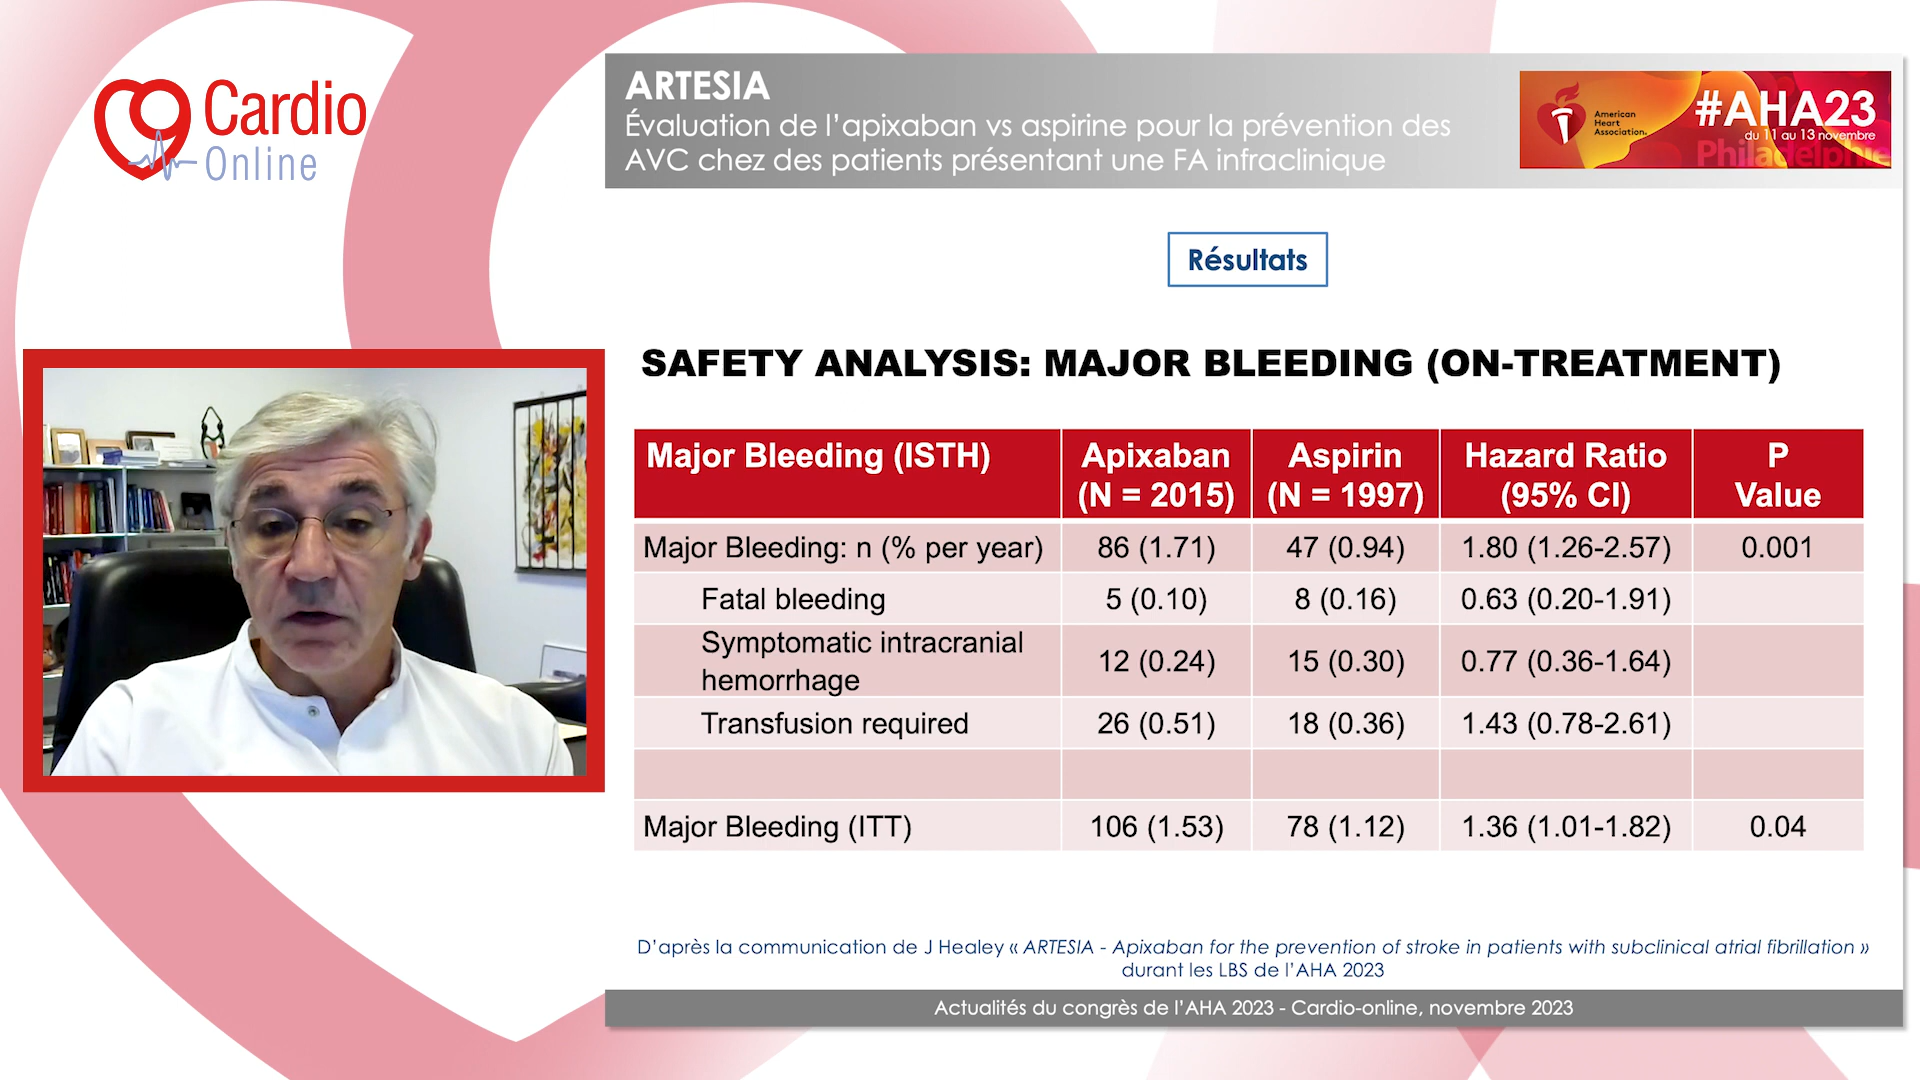 Cardio
Online
ARTESIA
Évaluation de l’apixaban vs aspirine pour la prévention des
AVC chez des patients présentant une FA infraclinique
American
Heart
Association.
#AHA23
du 11 au 13 novembre
Philadelphie
Résultats
SAFETY ANALYSIS: MAJOR BLEEDING (ON-TREATMENT)
Major Bleeding (ISTH) Apixaban (N = 2015) Aspirin (N = 1997) Hazard Ratio (95% CI) P Value
Major Bleeding: n (% per year) 86 (1.71) 47 (0.94) 1.80 (1.26-2.57) 0.001
Fatal bleeding 5 (0.10) 8 (0.16) 0.63 (0.20-1.91)
Symptomatic intracranial hemorrhage 12 (0.24) 15 (0.30) 0.77 (0.36-1.64)
Transfusion required 26 (0.51) 18 (0.36) 1.43 (0.78-2.61)
Major Bleeding (ITT) 106 (1.53) 78 (1.12) 1.36 (1.01-1.82) 0.04
D’après la communication de J Healey « ARTESIA - Apixaban for the prevention of stroke in patients with subclinical atrial fibrillation »
durant les LBS de l’AHA 2023
Actualités du congrès de l’AHA 2023 - Cardio-online, novembre 2023